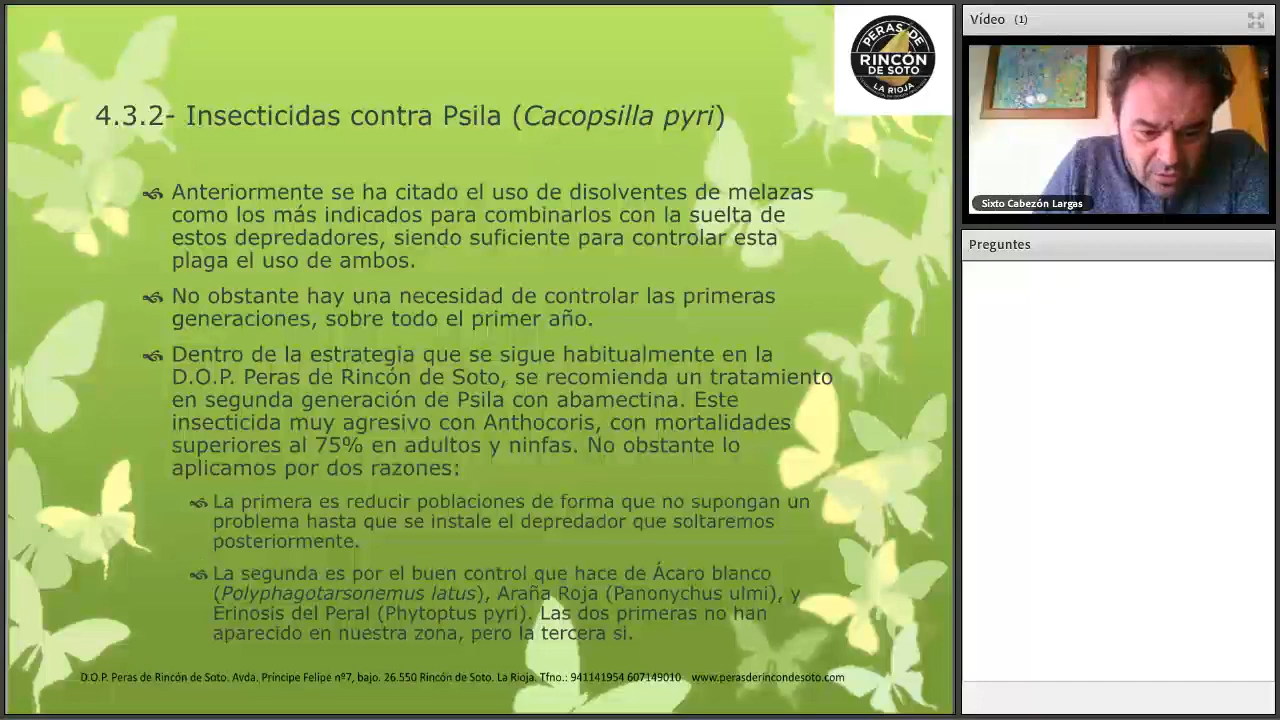 PERAS DE
RINCÓN
DE SOTO
LA RIOJA
4.3.2- Insecticidas contra Psila (Cacopsilla pyri)
Anteriormente se ha citado el uso de disolventes de melazas
como los más indicados para combinarlos con la suelta de
estos depredadores, siendo suficiente para controlar esta
plaga el uso de ambos.
No obstante hay una necesidad de controlar las primeras
generaciones, sobre todo el primer año.
Dentro de la estrategia que se sigue habitualmente en la
D.O.P. Peras de Rincón de Soto, se recomienda un tratamiento
en segunda generación de Psila con abamectina. Este
insecticida muy agresivo con Anthocoris, con mortalidades
superiores al 75% en adultos y ninfas. No obstante lo
aplicamos por dos razones:
La primera es reducir poblaciones de forma que no supongan un
problema hasta que se instale el depredador que soltaremos
posteriormente.
La segunda es por el buen control que hace de Ácaro blanco
(Polyphagotarsonemus latus), Araña Roja (Panonychus ulmi), y
Erinosis del Peral (Phytoptus pyri). Las dos primeras no han
aparecido en nuestra zona, pero la tercera si.
D.O.P. Peras de Rincón de Soto. Avda. Príncipe Felipe nº7, bajo. 26.550 Rincón de Soto. La Rioja. Tfno.: 941141954 607149010 www.perasderincondesoto.com
Vídeo (1)
Sixto Cabezón Largas
Preguntes